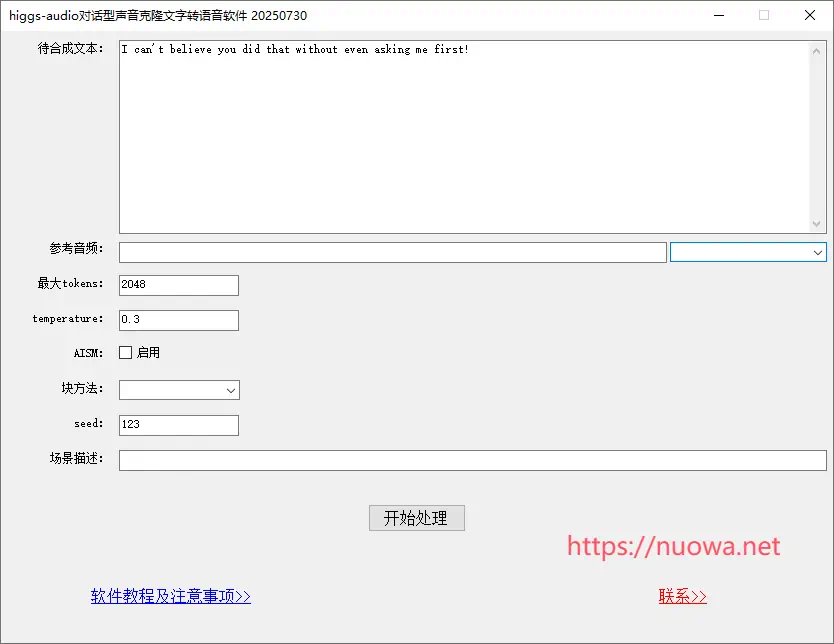 higgs-audio对话型声音克隆文字转语音软件 20250730
待合成文本: I can't believe you did that without even asking me first!
参考音频:
最大tokens: 2048
temperature: 0.3
AISM: 启用
块方法:
seed: 123
场景描述:
开始处理
https://nuowa.net
软件教程及注意事项>> 联系>>